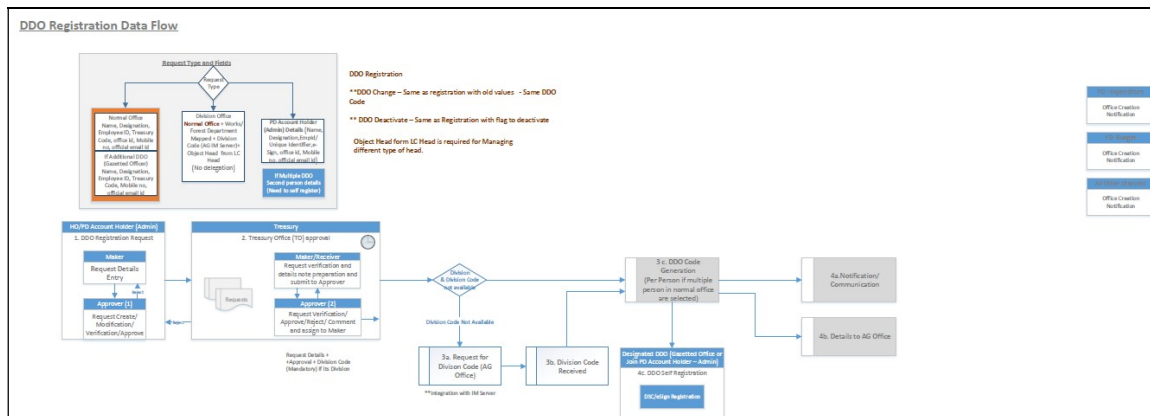 DDO Registration Data Flow
Request Type and Fields
Request
Type
Normal Office
Name, Designation,
Employee ID, Treasury
Code, office id, Mobile
no, official email id
If Additional DDO
(Gazetted Officer)
Name, Designation,
Employee ID, Treasury
Code, Mobile no,
official email id
Division Office
Normal Office + Works/
Forest Department
Mapped + Division
Code (AG IM Server)+
Object Head form LC
Head
(No delegation)
PD Account Holder
(Admin) Details (Name,
Designation,Empid/
Unique Identifier,e-
Sign, office id, Mobile
no, official email id)
If Multiple DDO
Second person details
(Need to self register)
DDO Registration
**DDO Change – Same as registration with old values - Same DDO
Code
** DDO Deactivate – Same as Registration with flag to deactivate
Object Head form LC Head is required for Managing
different type of head.
Office Creation
Notification
Office Creation
Notification
Office Creation
Notification
HO/PD Account Holder (Admin)
1. DDO Registration Request
Maker
Request Details
Entry
Reject
Approver (1)
Request Create/
Modification/
Verification/Approve
Reject
Treasury
2. Treasury Office (TO) approval
Requests
Maker/Receiver
Request verification and
details note preparation and
submit to Approver
Approver (2)
Request Verification/
Approve/Reject/ Comment
and assign to Maker
Request Details +
+Approval + Division Code
(Mandatory) if Its Division
Division
& Division Code
not available
Division Code Not Available
3a. Request for
Divison Code (AG
Office)
**Integration with IM Server
3b. Division Code
Received
3 c. DDO Code
Generation
(Per Person if multiple
person in normal office
are selected)
4a.Notification/
Communication
4b. Details to AG Office
Designated DDO (Gazetted Office or
Join PD Account Holder – Admin)
4c. DDO Self Registration
DSC/eSign Registration